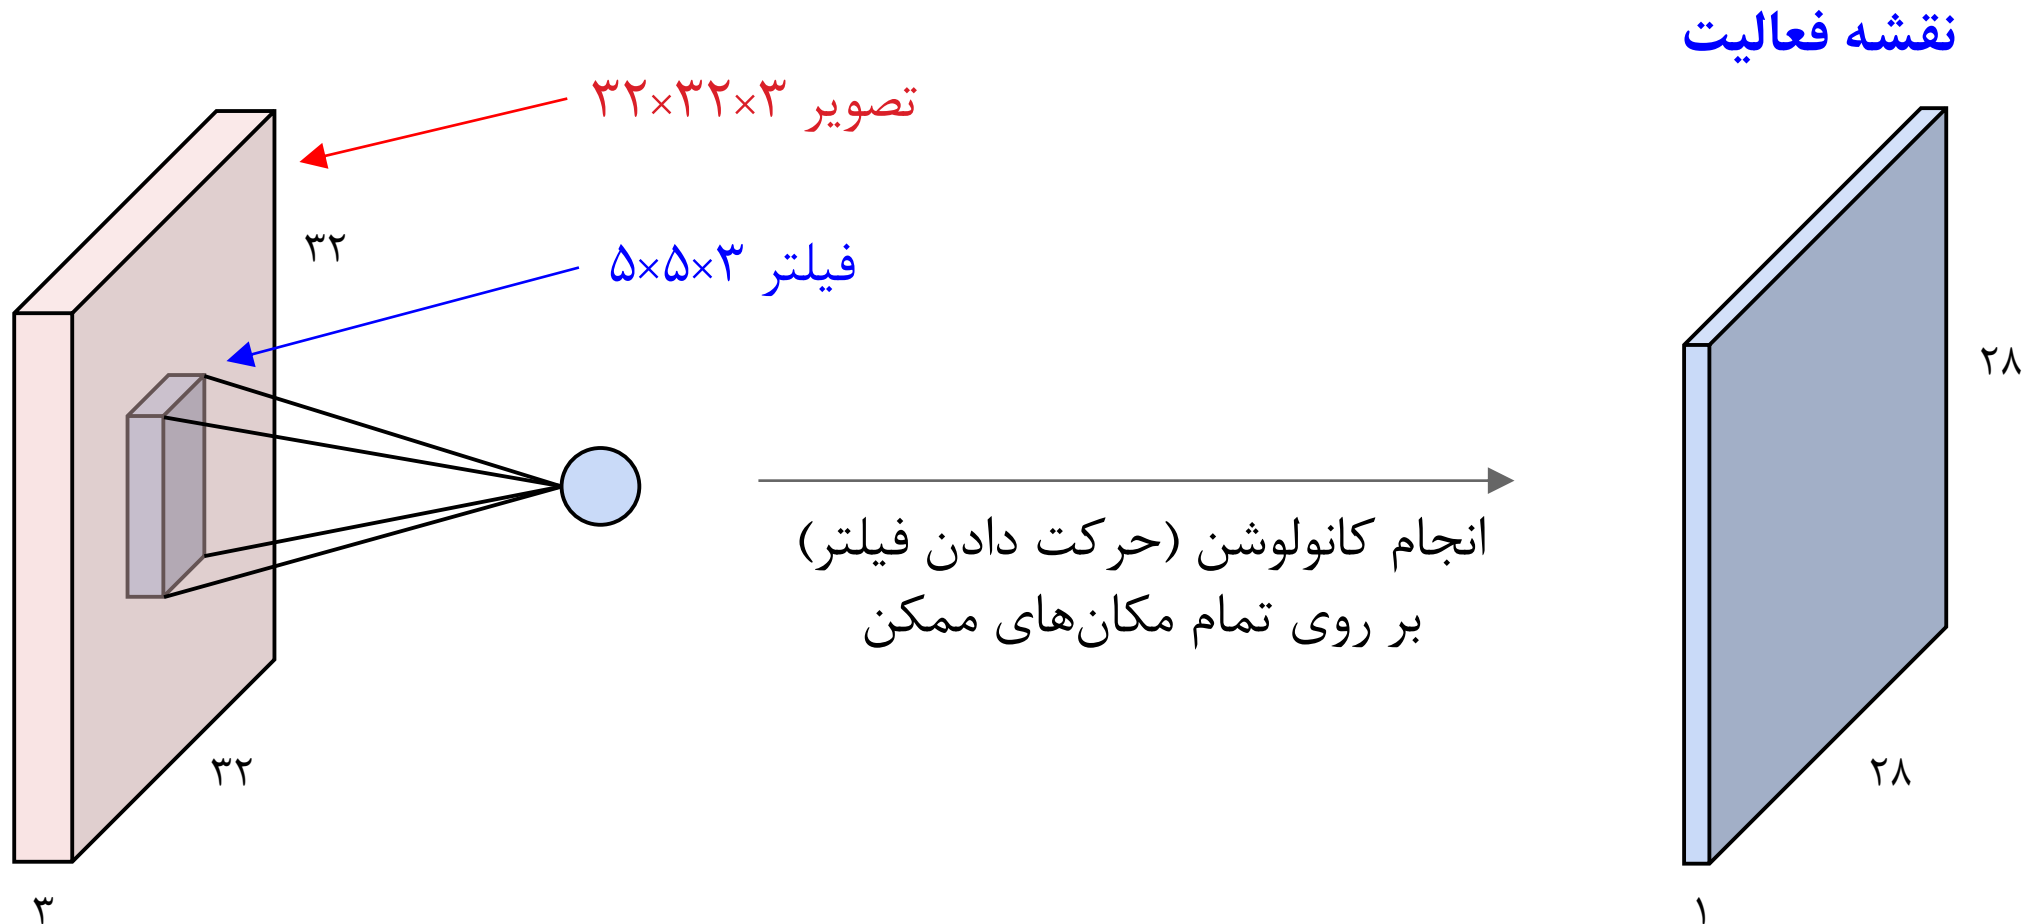 نقشه فعالیت
تصویر ۳۲×۳۲×۳
۳۲
فیلتر ۵×۵×۳
۲۸
انجام کانولوشن (حرکت دادن فیلتر)
بر روی تمام مکان‌های ممکن
۳۲
۲۸
۳
۱